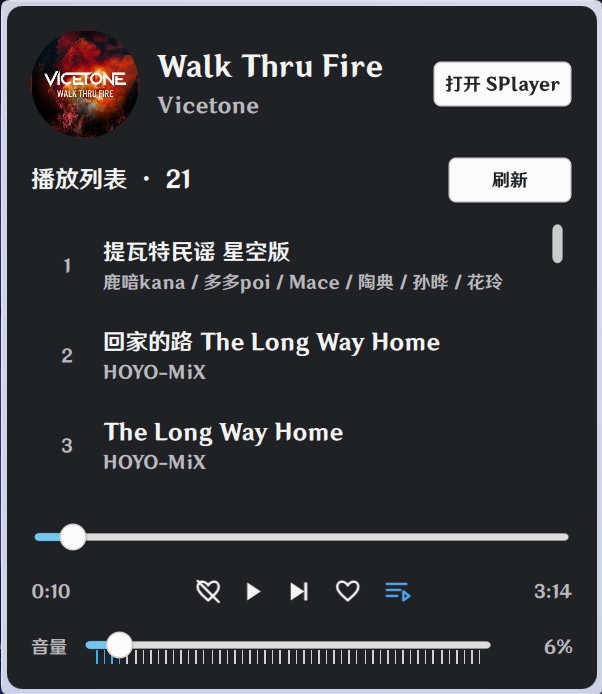 VICETONE
WALK THRU FIRE
Walk Thru Fire
Vicetone
打开 SPlayer
播放列表 · 21
刷新
1
提瓦特民谣 星空版
鹿喑kana / 多多poi / Mace / 陶典 / 孙晔 / 花玲
2
回家的路 The Long Way Home
HOYO-MiX
3
The Long Way Home
HOYO-MiX
0:10
3:14
音量
6%